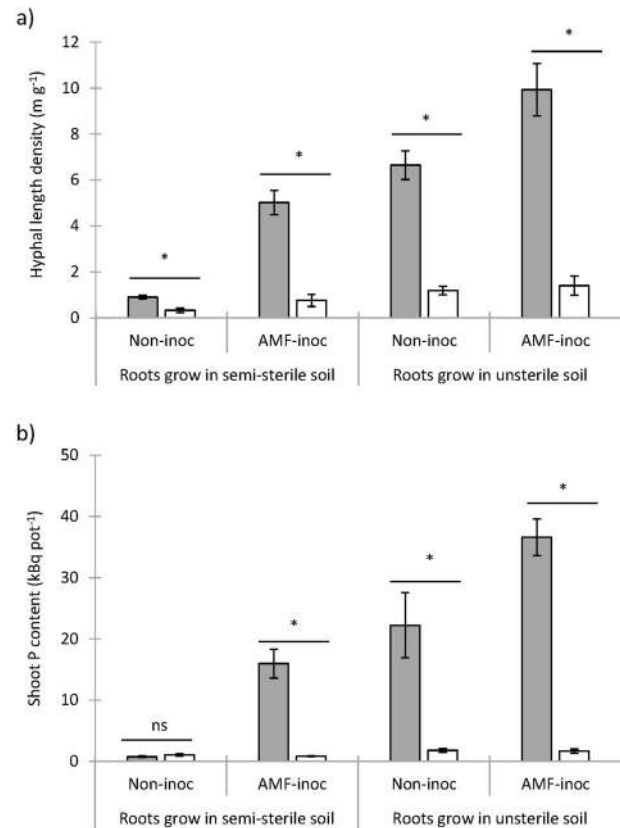 a)
Hyphal length density (m g⁻¹)
12
10
8
6
4
2
0
*
*
*
*
Non-inoc
AMF-inoc
Non-inoc
AMF-inoc
Roots grow in semi-sterile soil
Roots grow in unsterile soil
b)
Shoot P content (kBq pot⁻¹)
50
40
30
20
10
0
ns
*
*
*
Non-inoc
AMF-inoc
Non-inoc
AMF-inoc
Roots grow in semi-sterile soil
Roots grow in unsterile soil